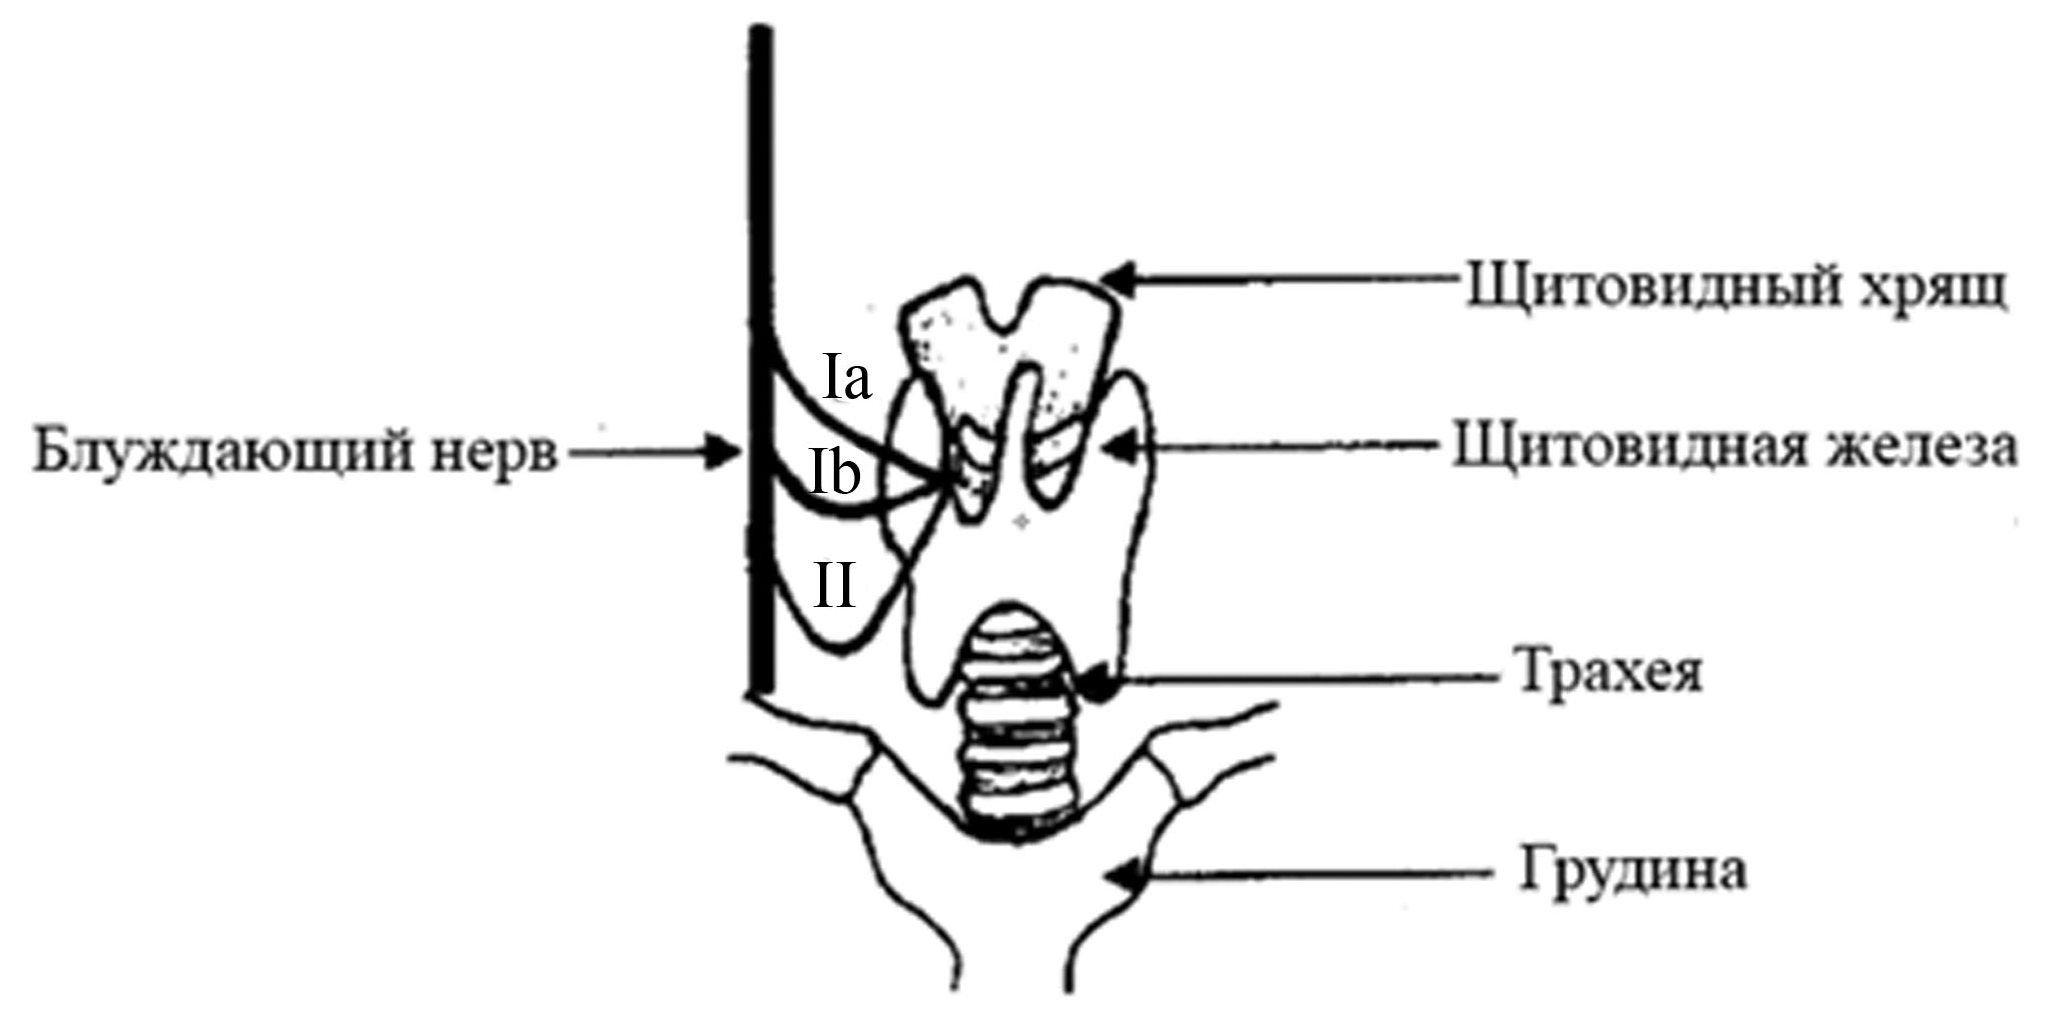 Щитовидный хрящ
Ia
Блуждающий нерв
Ib
Щитовидная железа
II
Трахея
Грудина